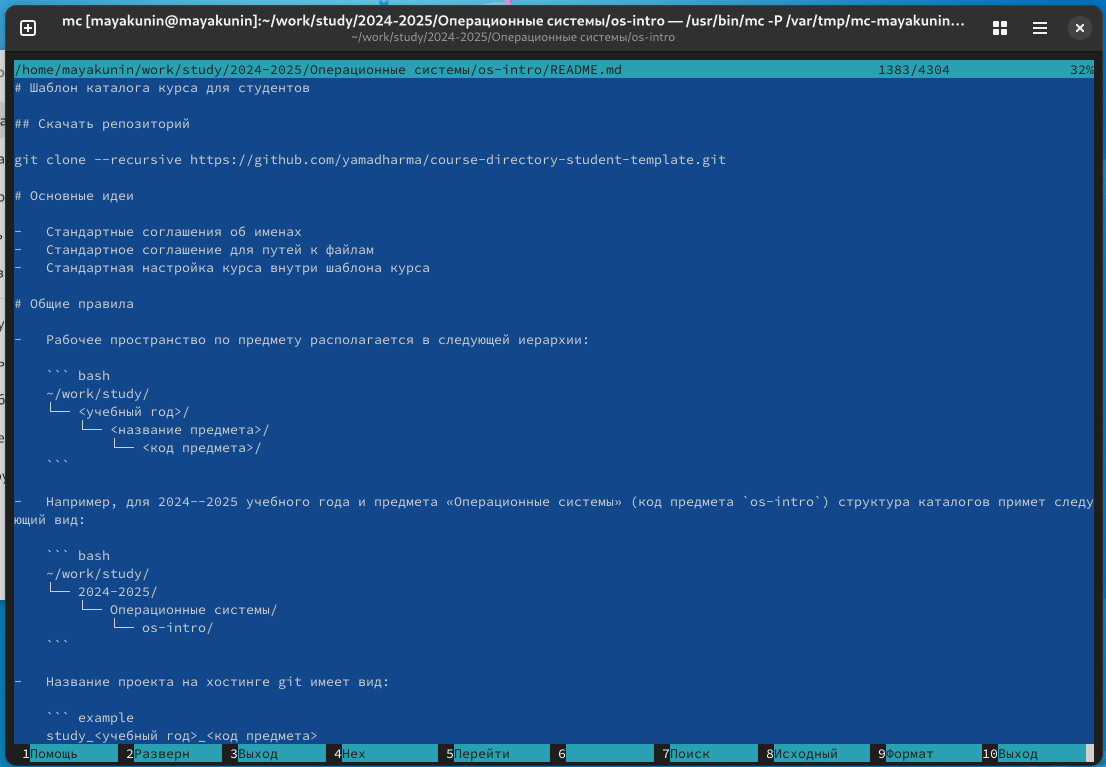 mc [mayakunin@mayakunin]:~/work/study/2024-2025/Операционные системы/os-intro — /usr/bin/mc -P /var/tmp/mc-mayakunin…
~/work/study/2024-2025/Операционные системы/os-intro
/home/mayakunin/work/study/2024-2025/Операционные системы/os-intro/README.md 1383/4304 32%
# Шаблон каталога курса для студентов
## Скачать репозиторий
git clone --recursive https://github.com/yamadharma/course-directory-student-template.git
# Основные идеи
-   Стандартные соглашения об именах
-   Стандартное соглашение для путей к файлам
-   Стандартная настройка курса внутри шаблона курса
# Общие правила
-   Рабочее пространство по предмету располагается в следующей иерархии:
    ``` bash
    ~/work/study/
    └── <учебный год>/
        └── <название предмета>/
            └── <код предмета>/
    ```
-   Например, для 2024--2025 учебного года и предмета «Операционные системы» (код предмета `os-intro`) структура каталогов примет следу
ющий вид:
    ``` bash
    ~/work/study/
    └── 2024-2025/
        └── Операционные системы/
            └── os-intro/
    ```
-   Название проекта на хостинге git имеет вид:
    ``` example
    study_<учебный год>_<код предмета>
1Помощь 2Разверн 3Выход 4Hex 5Перейти 6 7Поиск 8Исходный 9Формат 10Выход